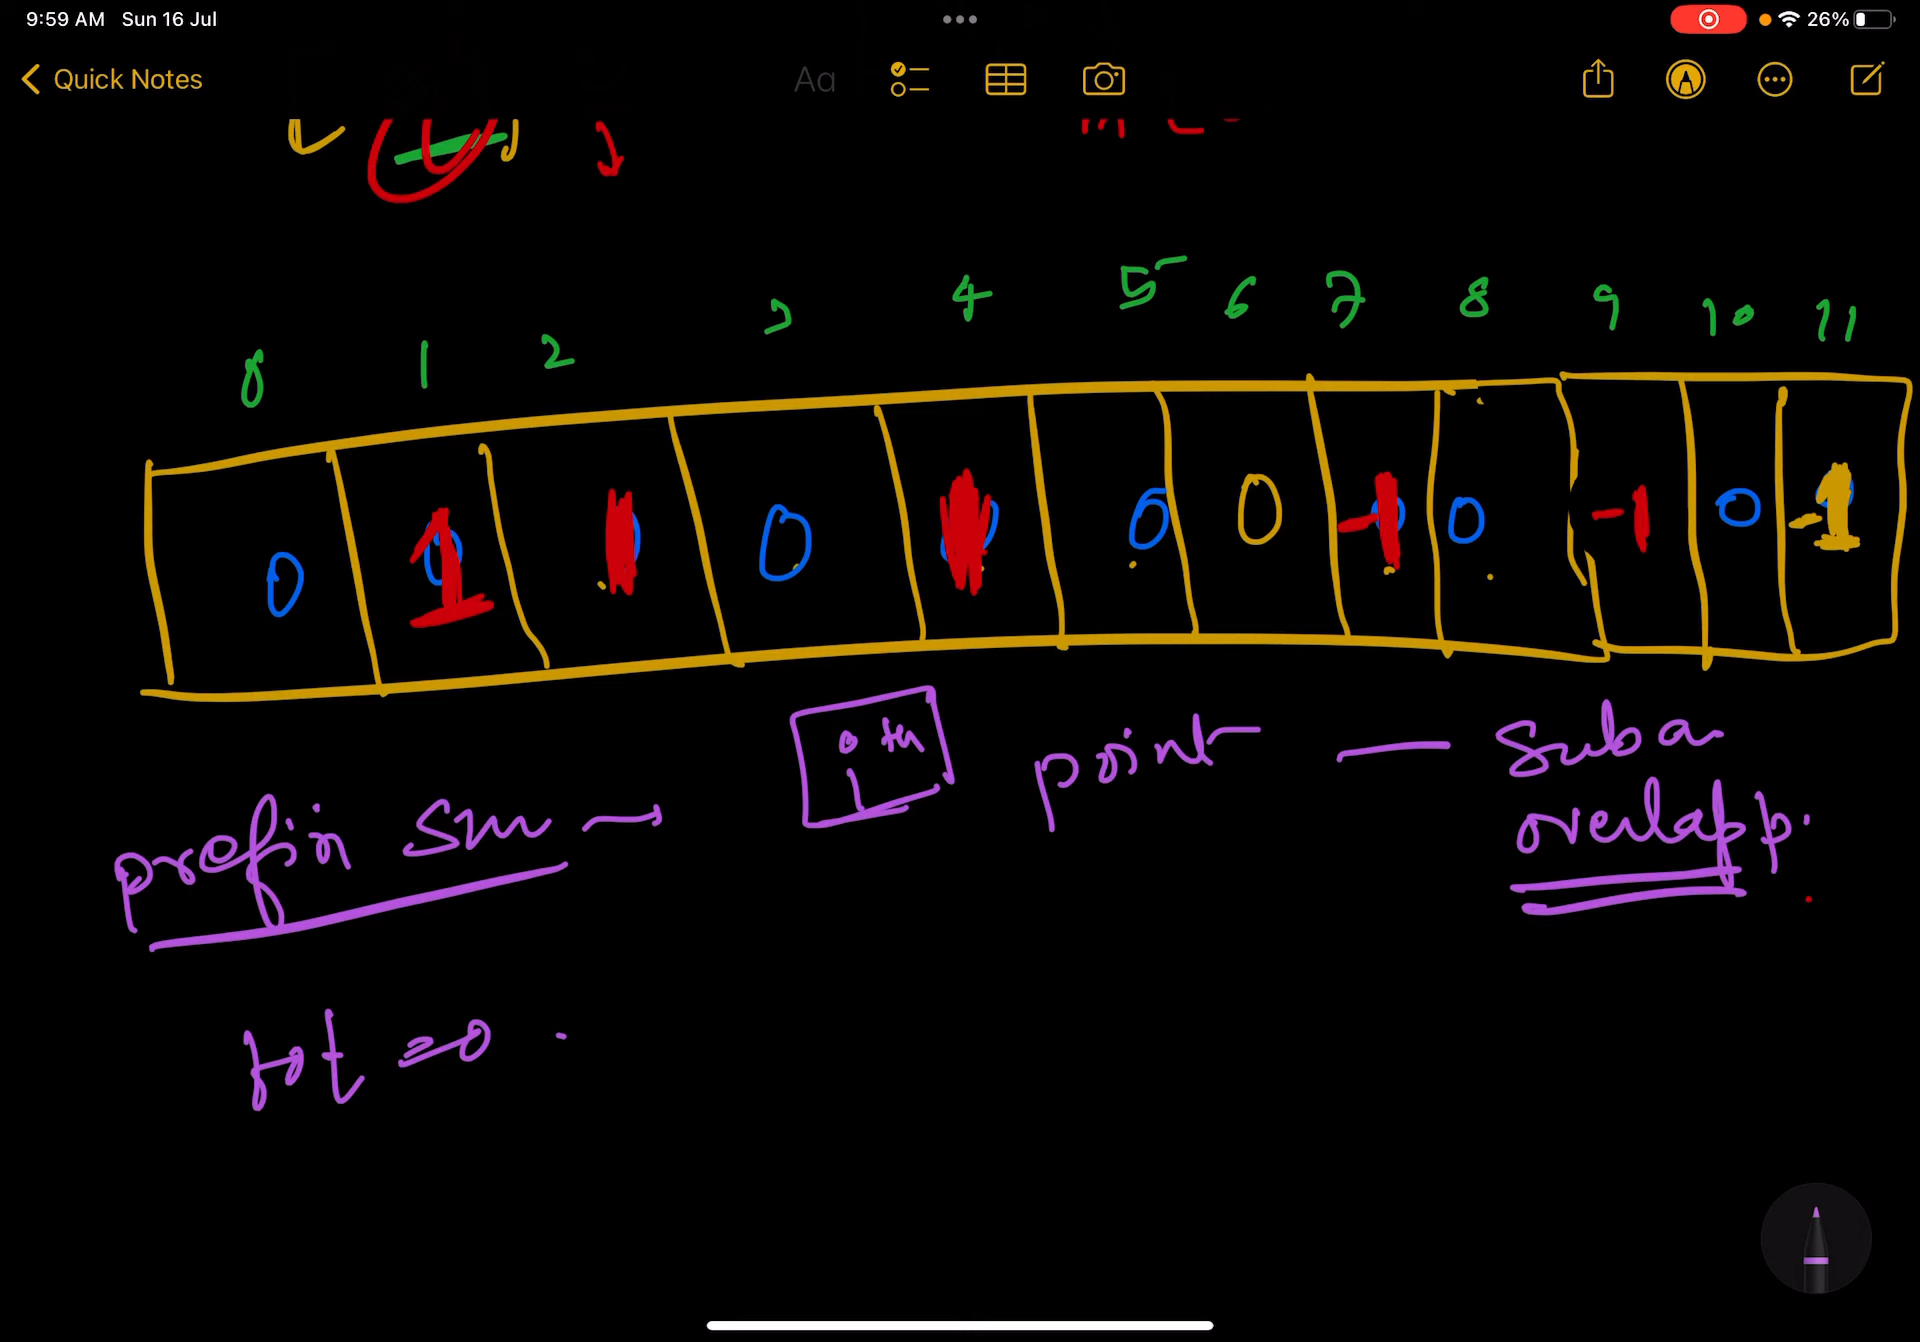 9:59 AM Sun 16 Jul
26%
Quick Notes
Aa
0 1 2 3 4 5 6 7 8 9 10 11
0 1 1 0 1 0 0 -1 0 -1 0 -1
prefix sum → ith point — suba
overlapp.
tot =0